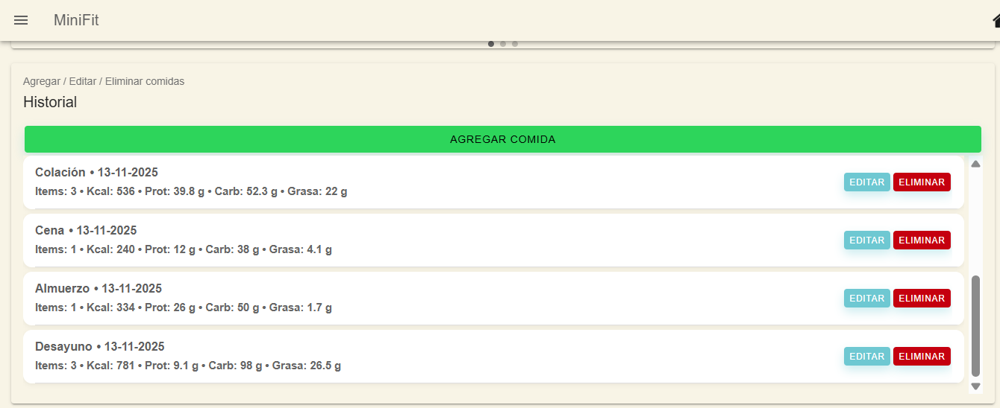 MiniFit
Agregar / Editar / Eliminar comidas
Historial
AGREGAR COMIDA
Colación • 13-11-2025
Items: 3 • Kcal: 536 • Prot: 39.8 g • Carb: 52.3 g • Grasa: 22 g
EDITAR ELIMINAR
Cena • 13-11-2025
Items: 1 • Kcal: 240 • Prot: 12 g • Carb: 38 g • Grasa: 4.1 g
EDITAR ELIMINAR
Almuerzo • 13-11-2025
Items: 1 • Kcal: 334 • Prot: 26 g • Carb: 50 g • Grasa: 1.7 g
EDITAR ELIMINAR
Desayuno • 13-11-2025
Items: 3 • Kcal: 781 • Prot: 9.1 g • Carb: 98 g • Grasa: 26.5 g
EDITAR ELIMINAR